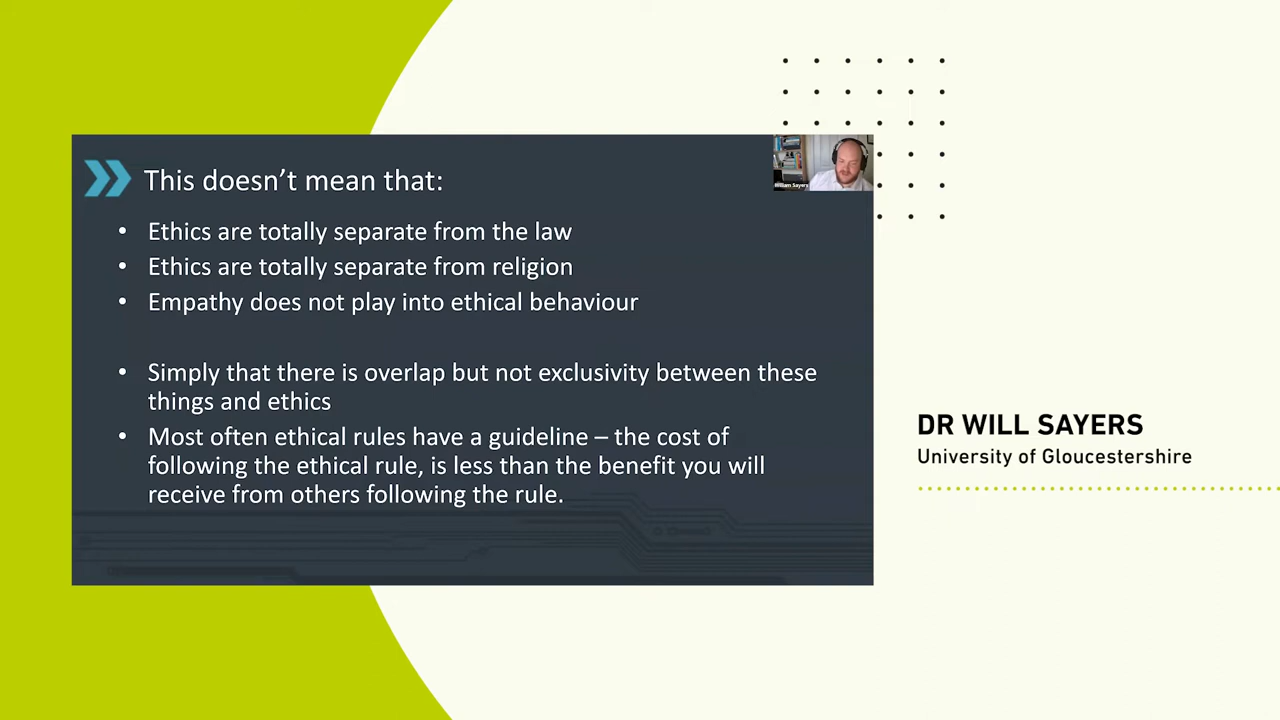 This doesn't mean that:
• Ethics are totally separate from the law
• Ethics are totally separate from religion
• Empathy does not play into ethical behaviour
• Simply that there is overlap but not exclusivity between these
things and ethics
• Most often ethical rules have a guideline – the cost of
following the ethical rule, is less than the benefit you will
receive from others following the rule.
William Sayers
DR WILL SAYERS
University of Gloucestershire